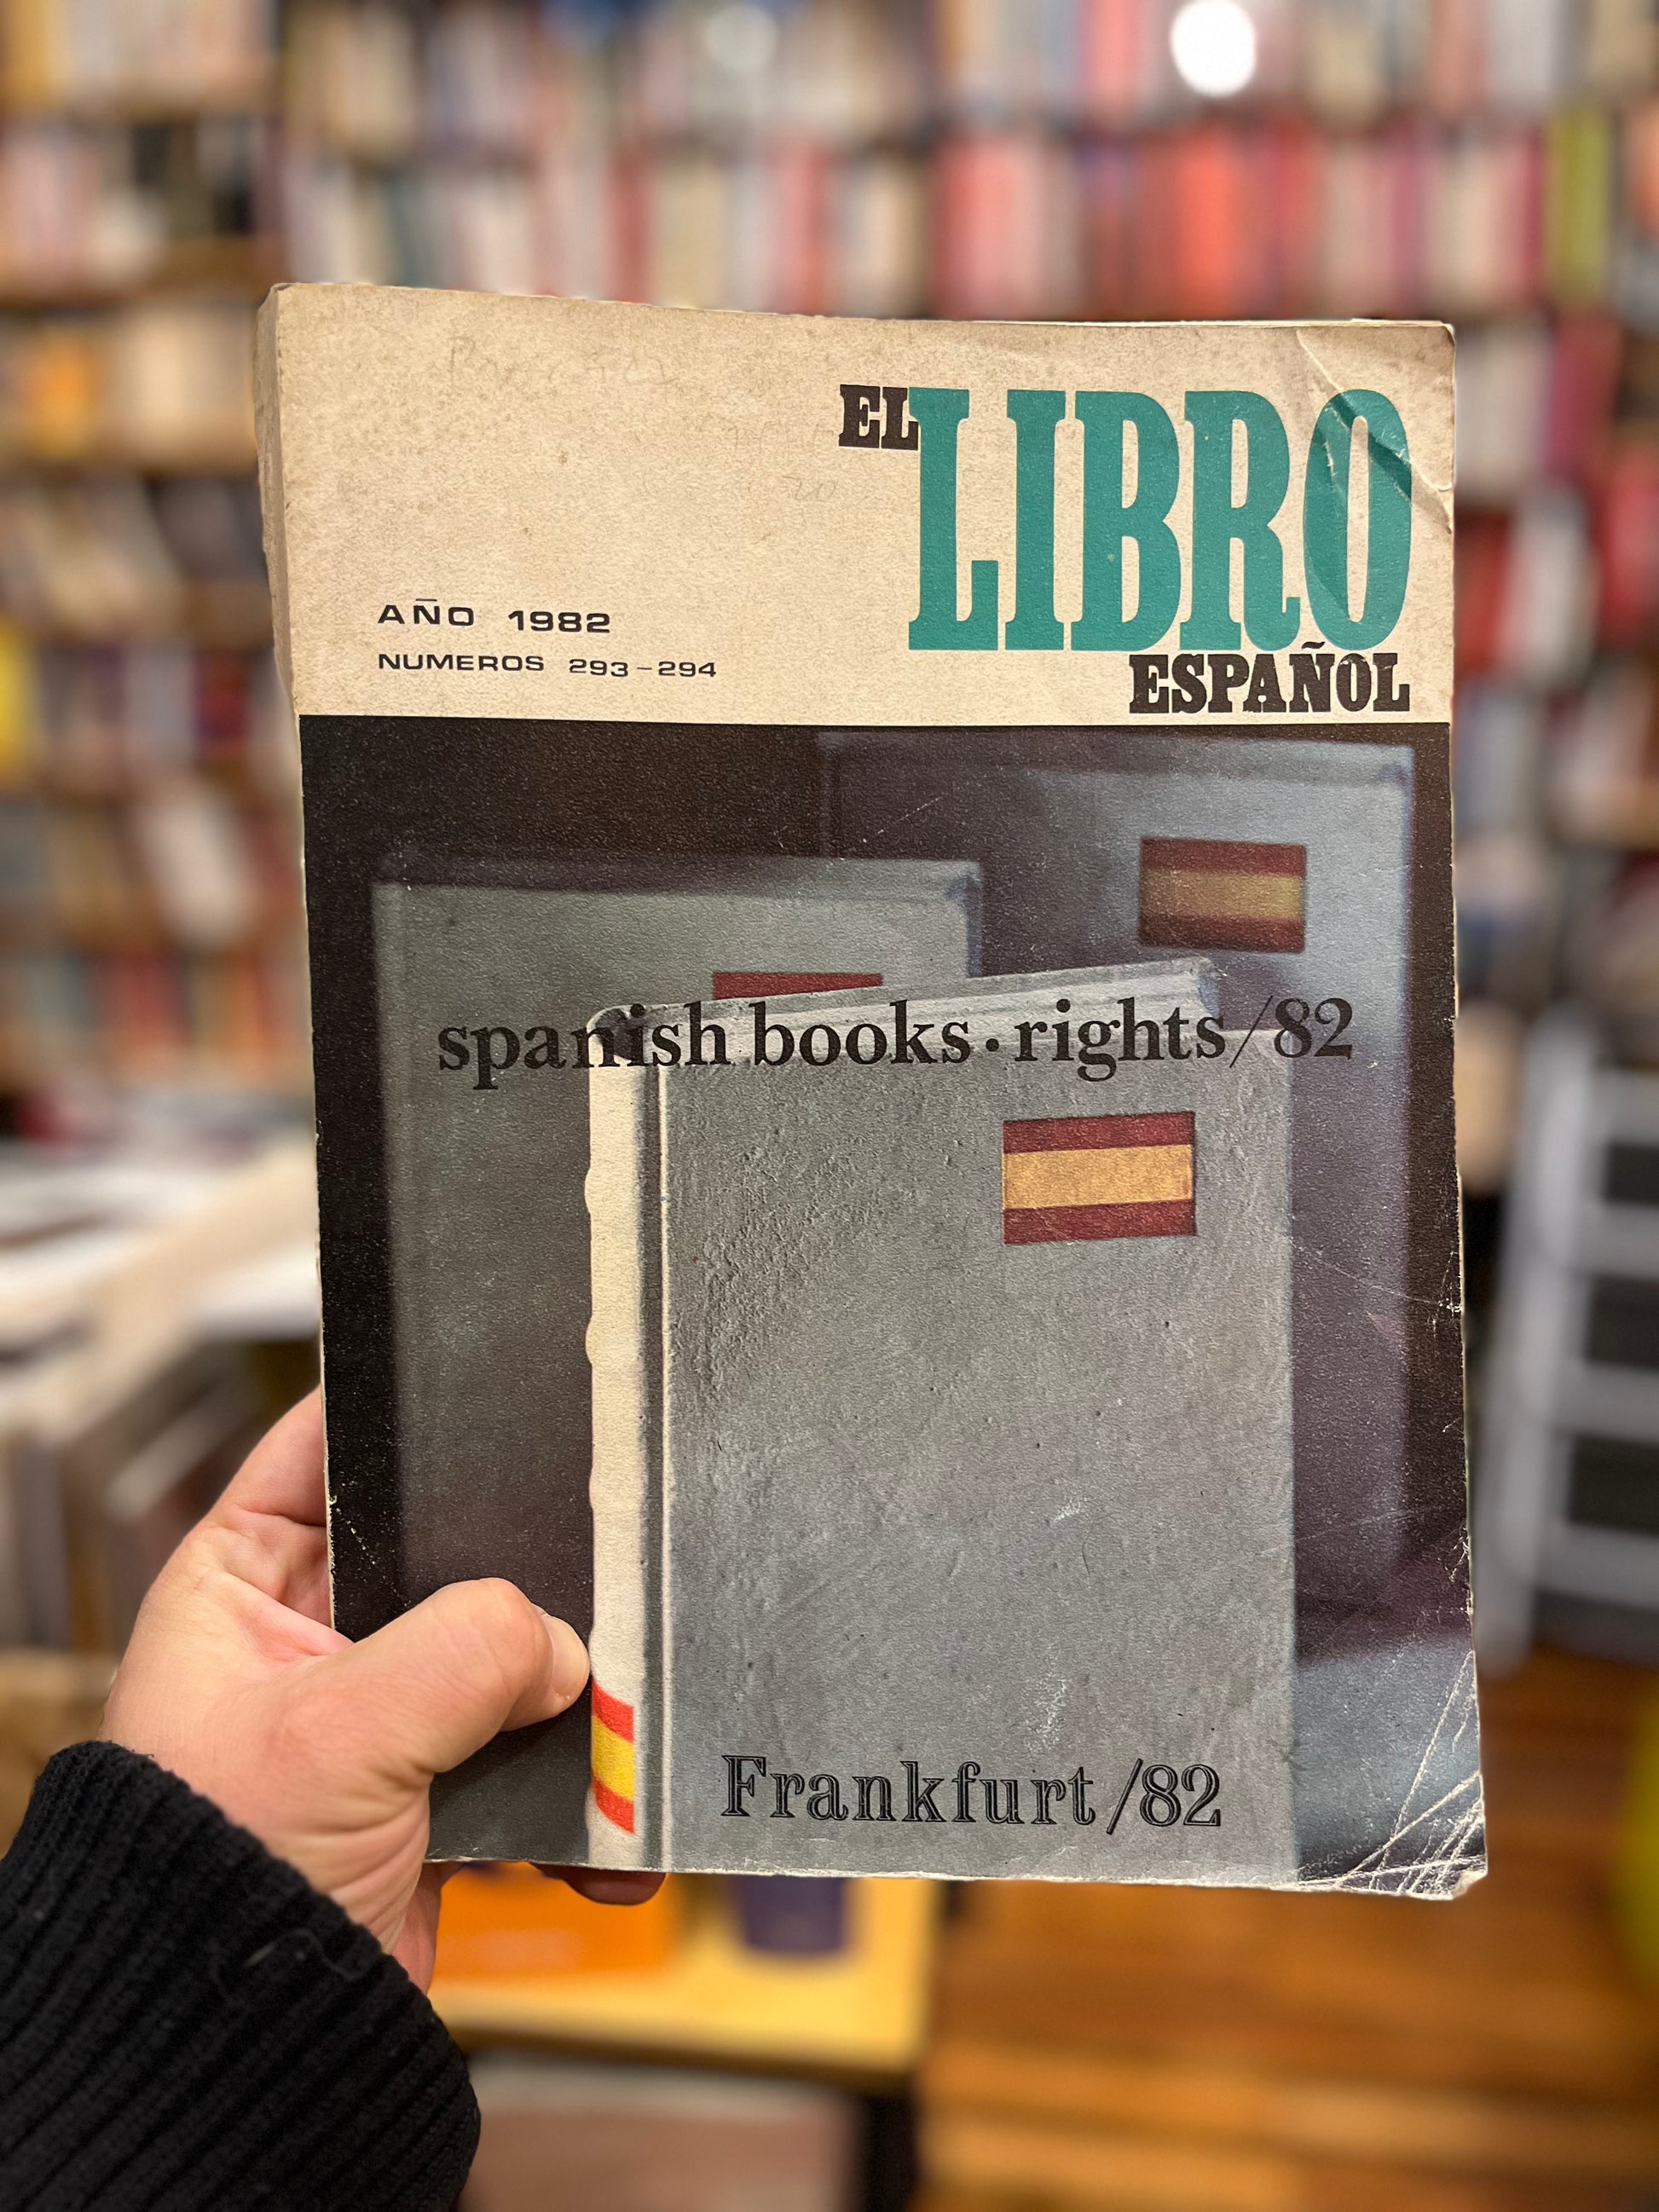 EL LIBRO
ESPAÑOL
AÑO 1982
NUMEROS 293-294
spanish books · rights/82
Frankfurt/82